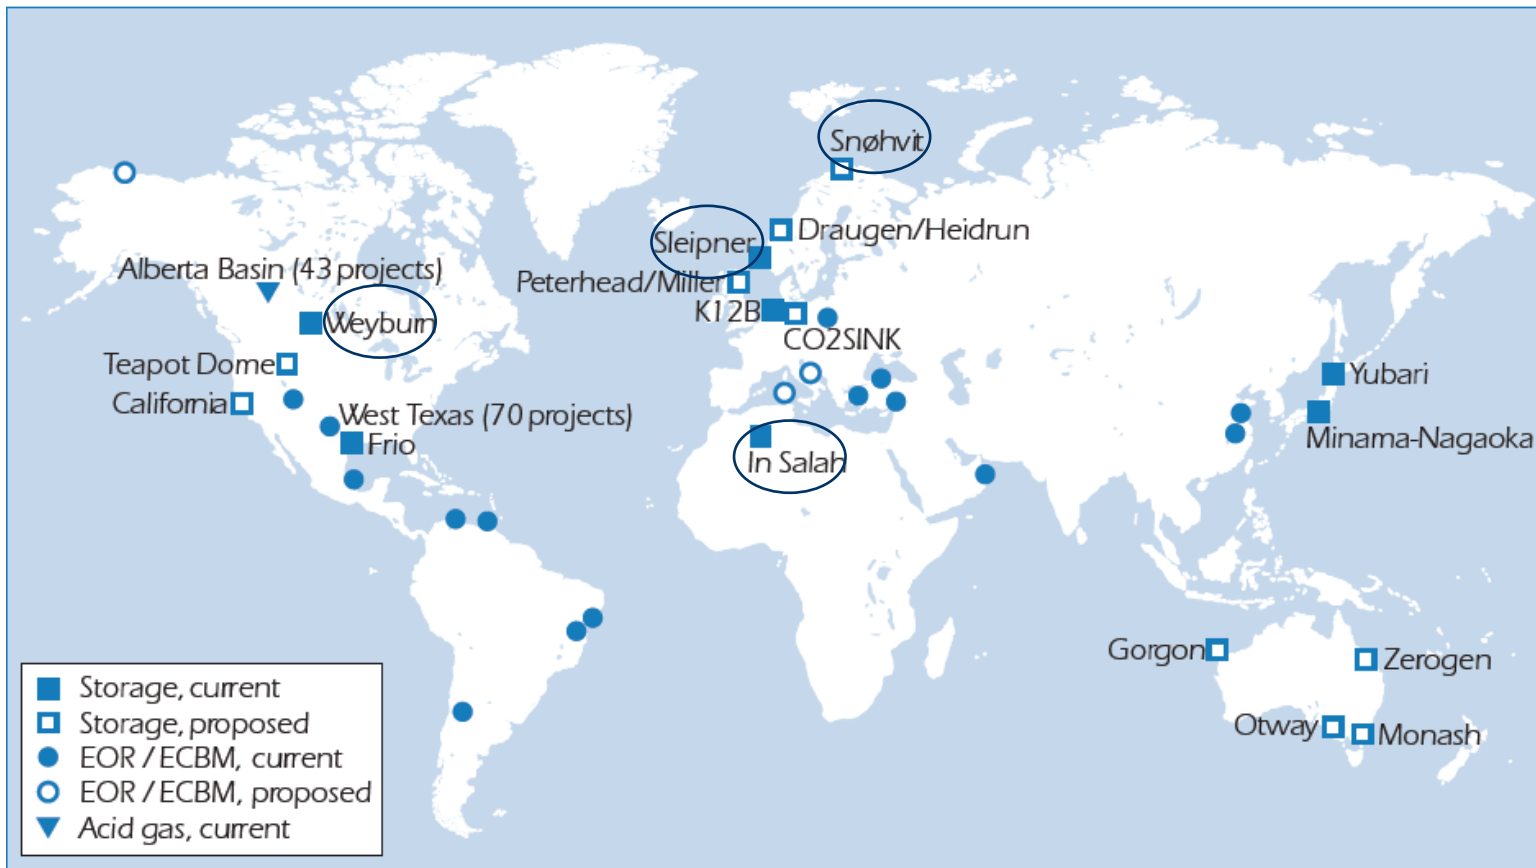 Snøhvit
Sleipner
Draugen/Heidrun
Alberta Basin (43 projects)
Peterhead/Miller
K12B
Weyburn
CO2SINK
Teapot Dome
Yubari
California
West Texas (70 projects)
Frio
Minama-Nagaoka
In Salah
Gorgon
Zerogen
Otway
Monash
Storage, current
Storage, proposed
EOR / ECBM, current
EOR / ECBM, proposed
Acid gas, current